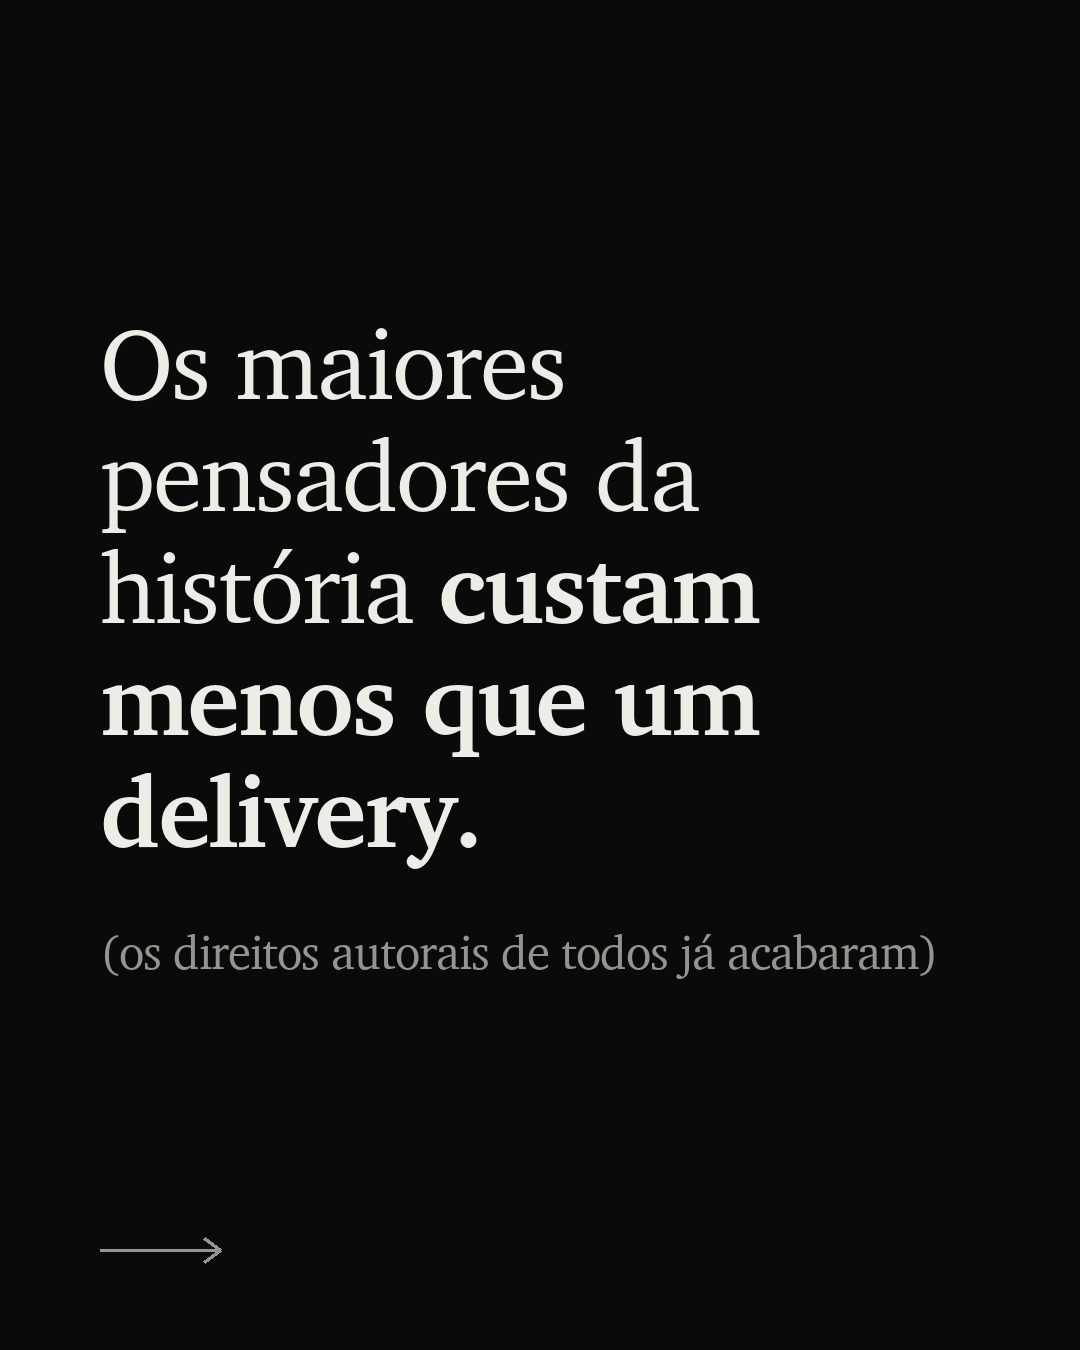 Os maiores
pensadores da
história custam
menos que um
delivery.
(os direitos autorais de todos já acabaram)